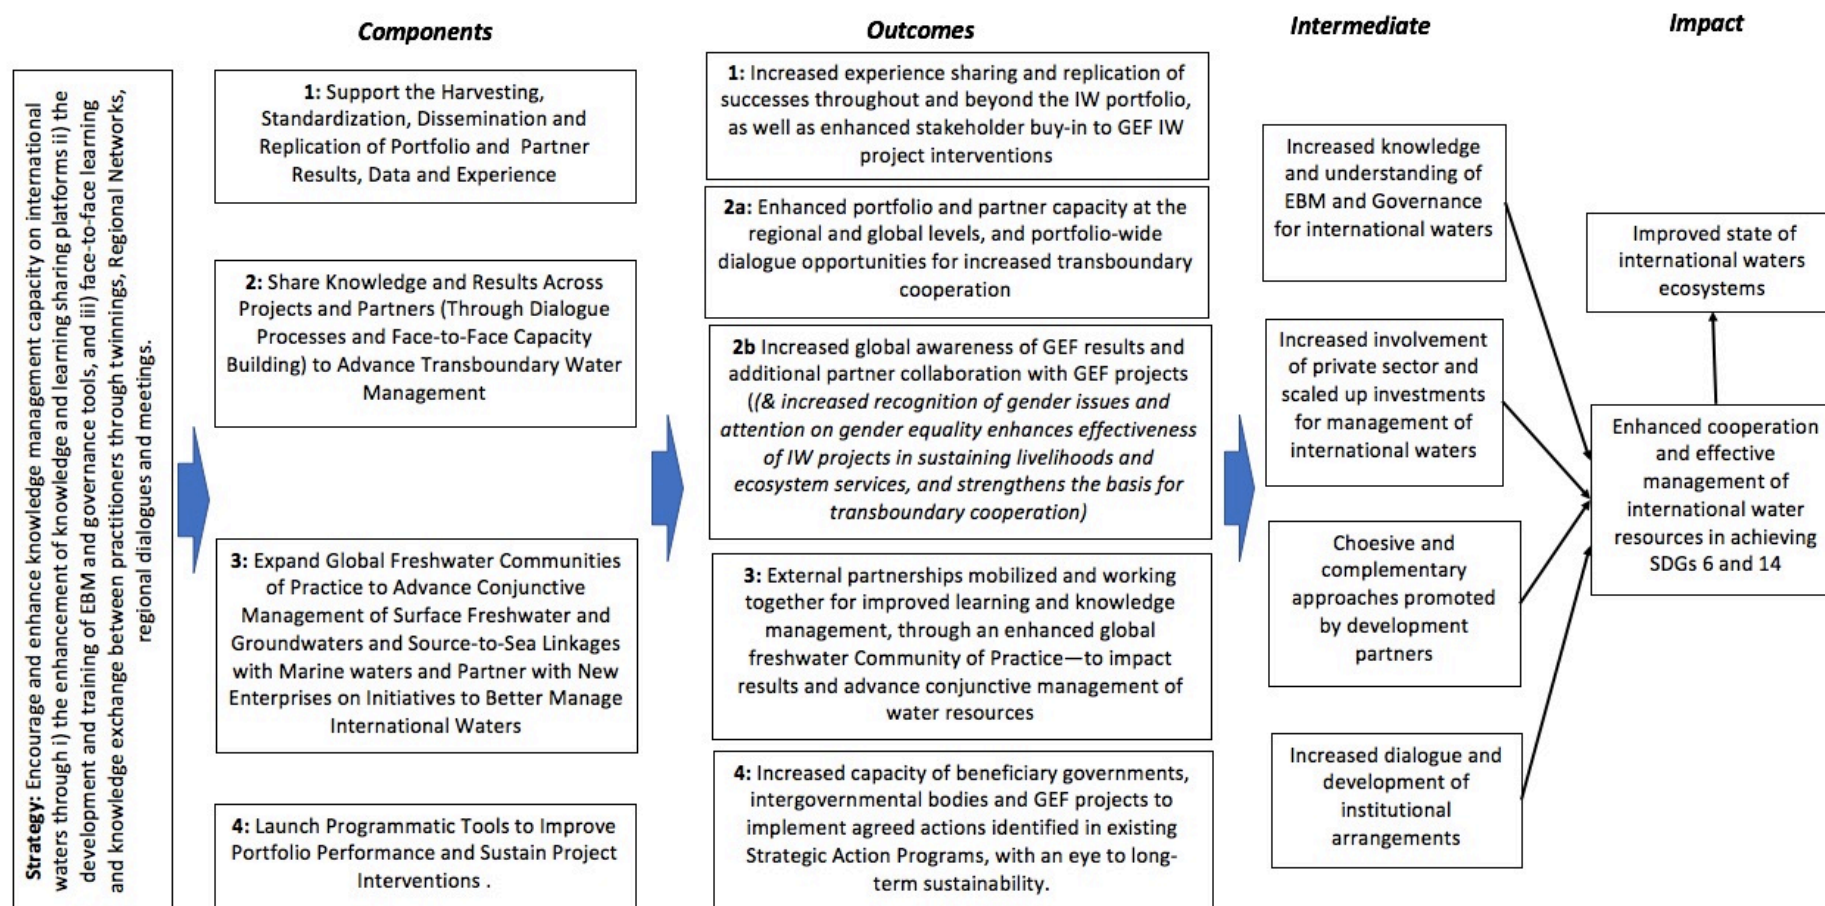 Components
Outcomes
Intermediate
Impact
Strategy: Encourage and enhance knowledge management capacity on international
waters through i) the enhancement of knowledge and learning sharing platforms ii) the
development and training of EBM and governance tools, and iii) face-to-face learning
and knowledge exchange between practitioners through twinnings, Regional Networks,
regional dialogues and meetings.
1: Support the Harvesting,
Standardization, Dissemination and
Replication of Portfolio and Partner
Results, Data and Experience
2: Share Knowledge and Results Across
Projects and Partners (Through Dialogue
Processes and Face-to-Face Capacity
Building) to Advance Transboundary Water
Management
3: Expand Global Freshwater Communities
of Practice to Advance Conjunctive
Management of Surface Freshwater and
Groundwaters and Source-to-Sea Linkages
with Marine waters and Partner with New
Enterprises on Initiatives to Better Manage
International Waters
4: Launch Programmatic Tools to Improve
Portfolio Performance and Sustain Project
Interventions .
1: Increased experience sharing and replication of
successes throughout and beyond the IW portfolio,
as well as enhanced stakeholder buy-in to GEF IW
project interventions
2a: Enhanced portfolio and partner capacity at the
regional and global levels, and portfolio-wide
dialogue opportunities for increased transboundary
cooperation
2b Increased global awareness of GEF results and
additional partner collaboration with GEF projects
((& increased recognition of gender issues and
attention on gender equality enhances effectiveness
of IW projects in sustaining livelihoods and
ecosystem services, and strengthens the basis for
transboundary cooperation)
3: External partnerships mobilized and working
together for improved learning and knowledge
management, through an enhanced global
freshwater Community of Practice—to impact
results and advance conjunctive management of
water resources
4: Increased capacity of beneficiary governments,
intergovernmental bodies and GEF projects to
implement agreed actions identified in existing
Strategic Action Programs, with an eye to long-
term sustainability.
Increased knowledge
and understanding of
EBM and Governance
for international waters
Increased involvement
of private sector and
scaled up investments
for management of
international waters
Choesive and
complementary
approaches promoted
by development
partners
Increased dialogue and
development of
institutional
arrangements
Improved state of
international waters
ecosystems
Enhanced cooperation
and effective
management of
international water
resources in achieving
SDGs 6 and 14